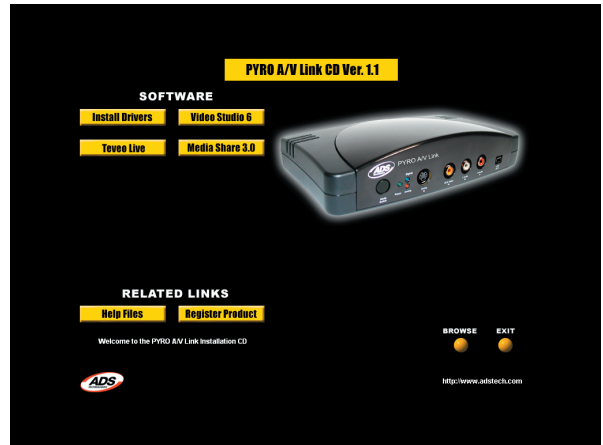 PYRO A/V Link CD Ver. 1.1
SOFTWARE
Install Drivers
Video Studio 6
Teveo Live
Media Share 3.0
ADS
PYRO A/V Link
RELATED LINKS
Help Files
Register Product
Welcome to the PYRO A/V Link Installation CD
BROWSE
EXIT
ADS
http://www.adstech.com